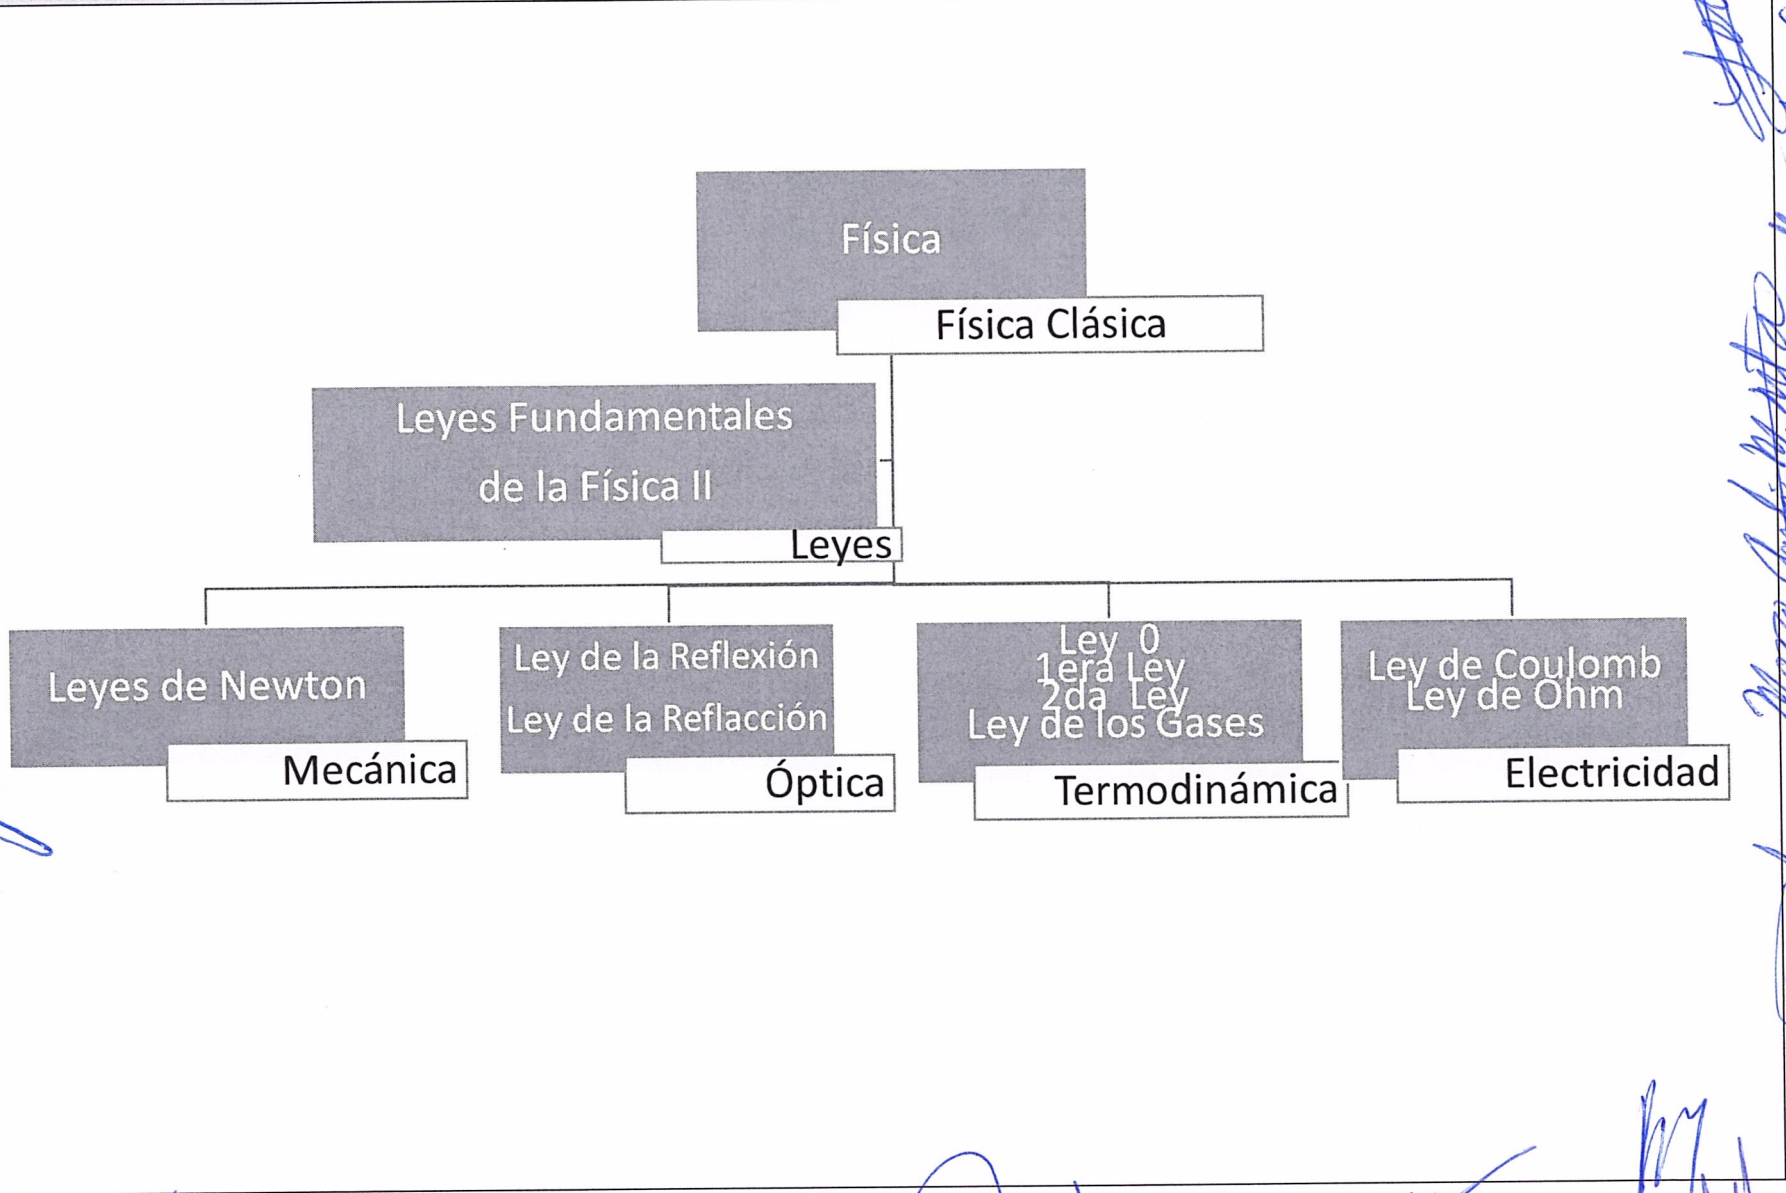 Física
Física Clásica
Leyes Fundamentales
de la Física II
Leyes
Leyes de Newton
Mecánica
Ley de la Reflexión
Ley de la Reflacción
Óptica
Ley 0
1era Ley
2da Ley
Ley de los Gases
Termodinámica
Ley de Coulomb
Ley de Ohm
Electricidad